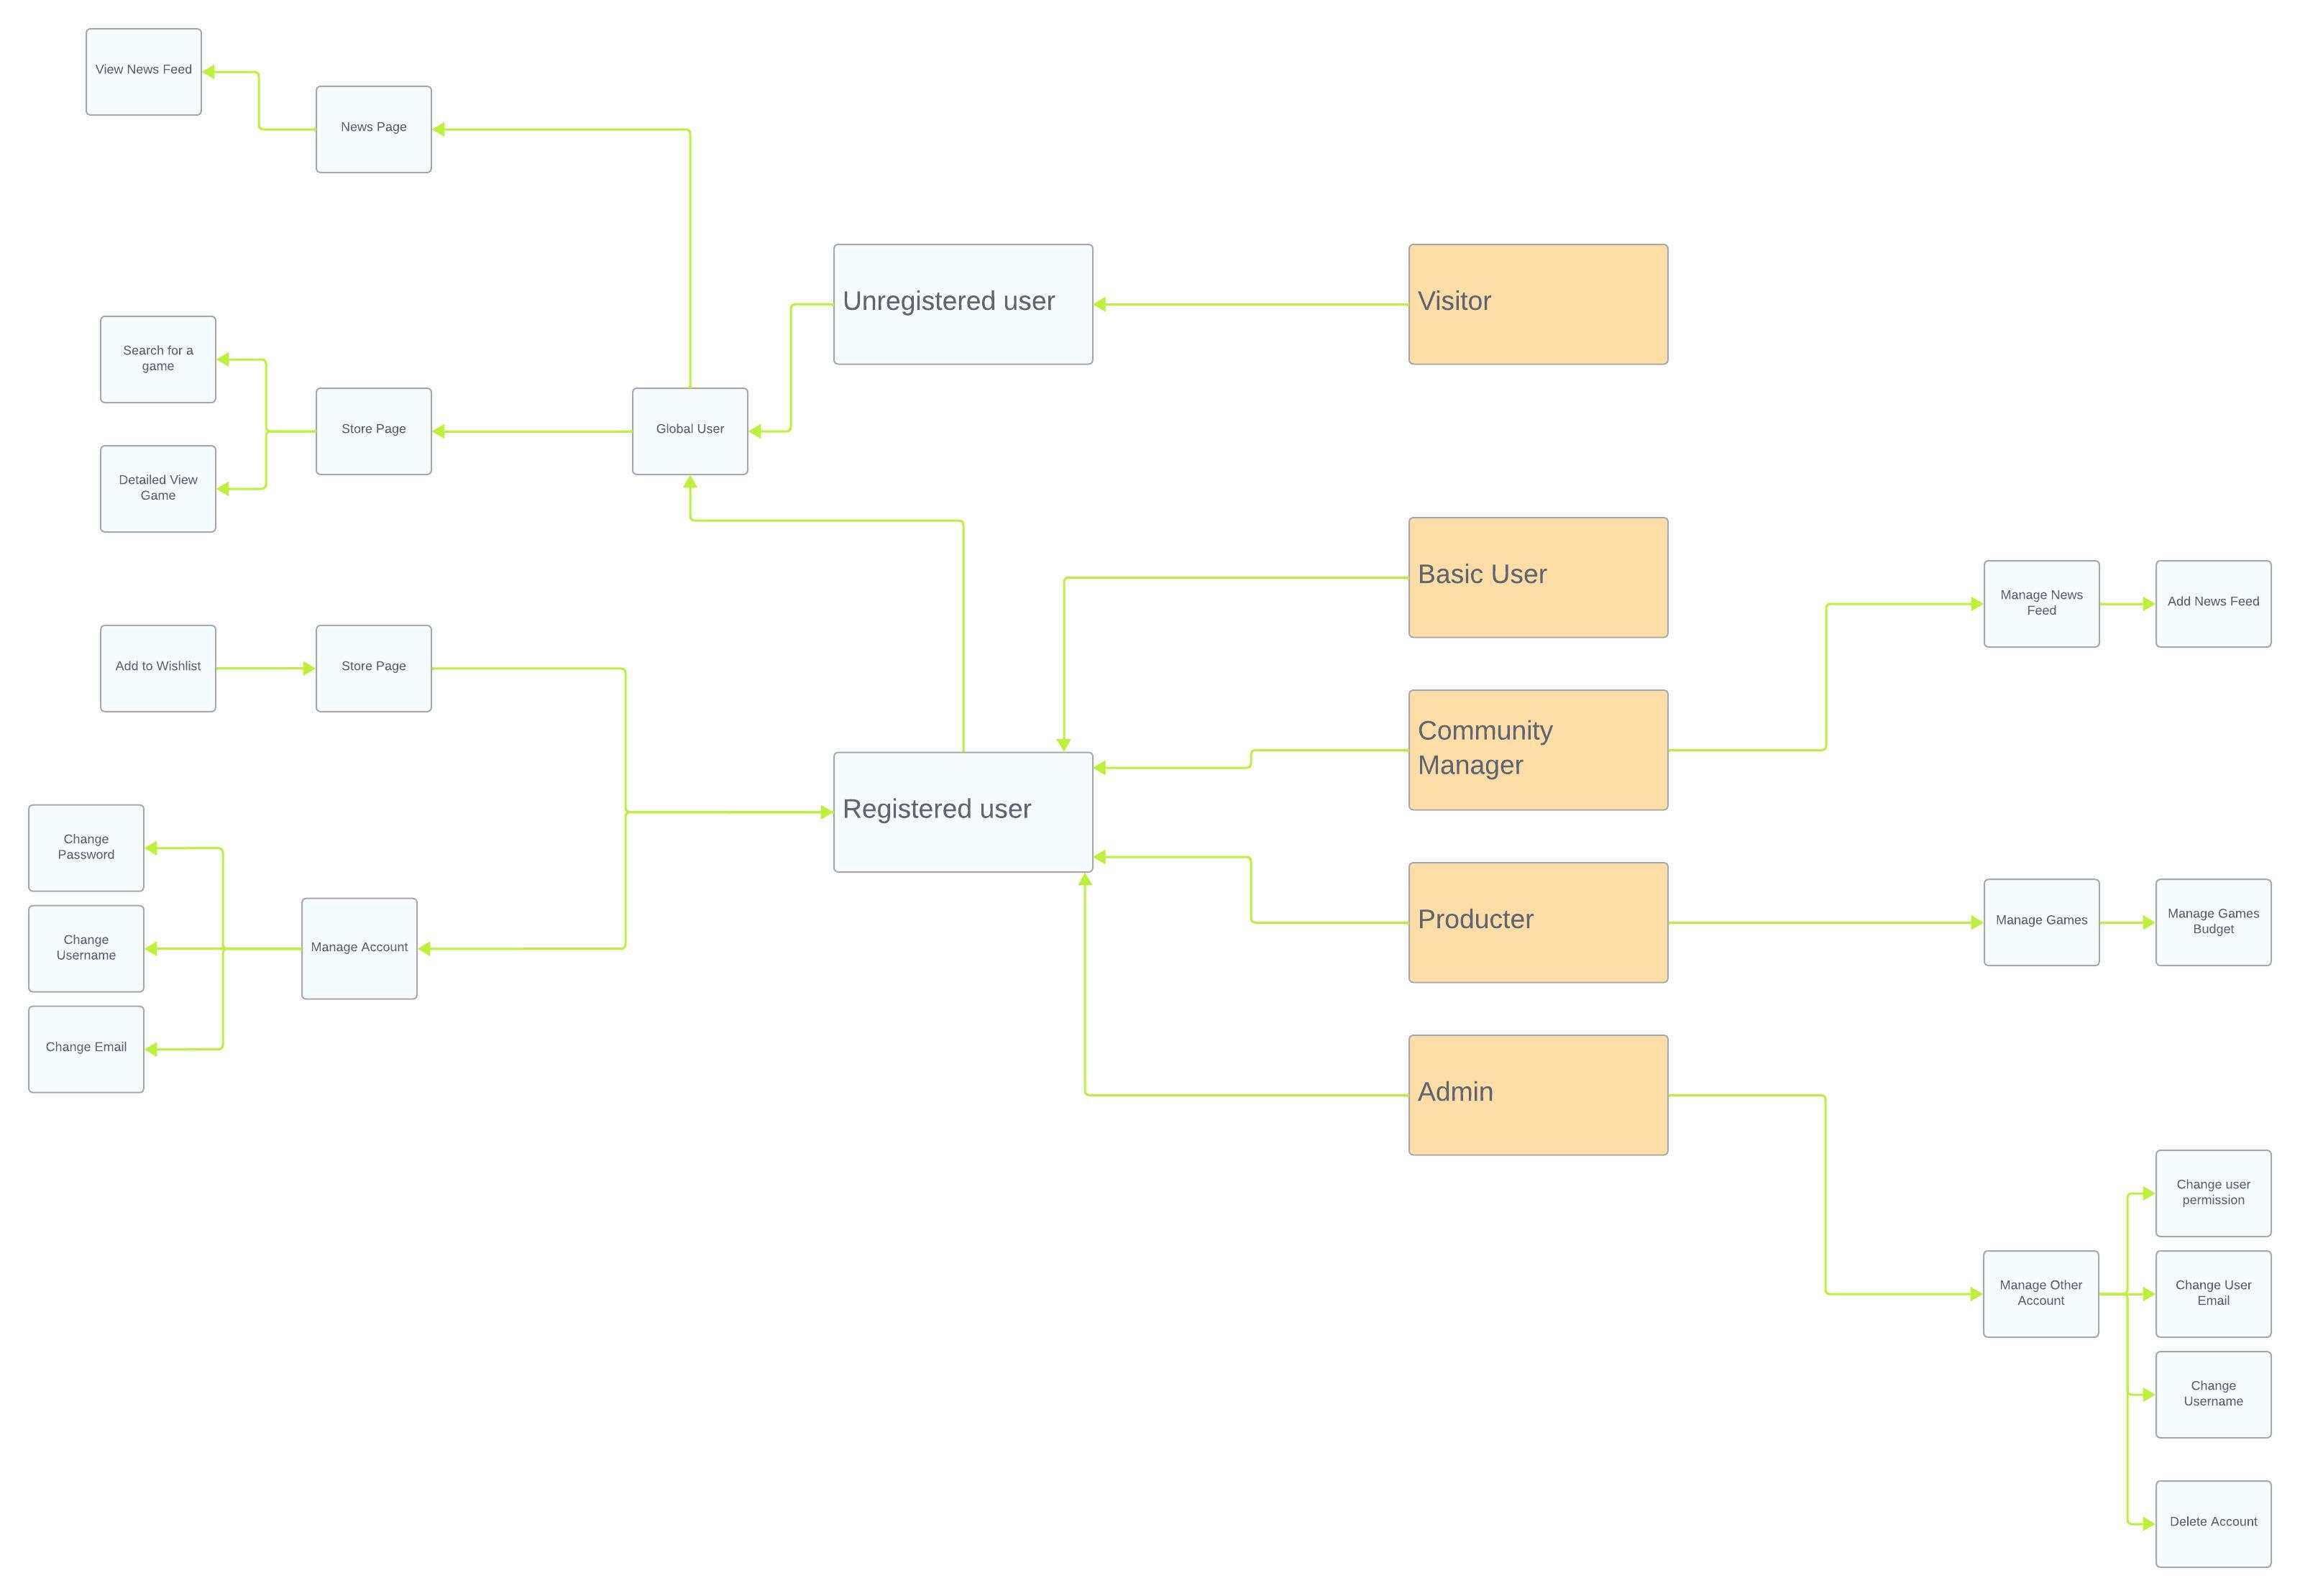 View News Feed
News Page
Unregistered user
Visitor
Search for a
game
Store Page
Global User
Detailed View
Game
Basic User
Manage News
Feed
Add News Feed
Add to Wishlist
Store Page
Community
Manager
Registered user
Change
Password
Change
Username
Manage Account
Change Email
Producter
Manage Games
Manage Games
Budget
Admin
Change user
permission
Manage Other
Account
Change User
Email
Change
Username
Delete Account